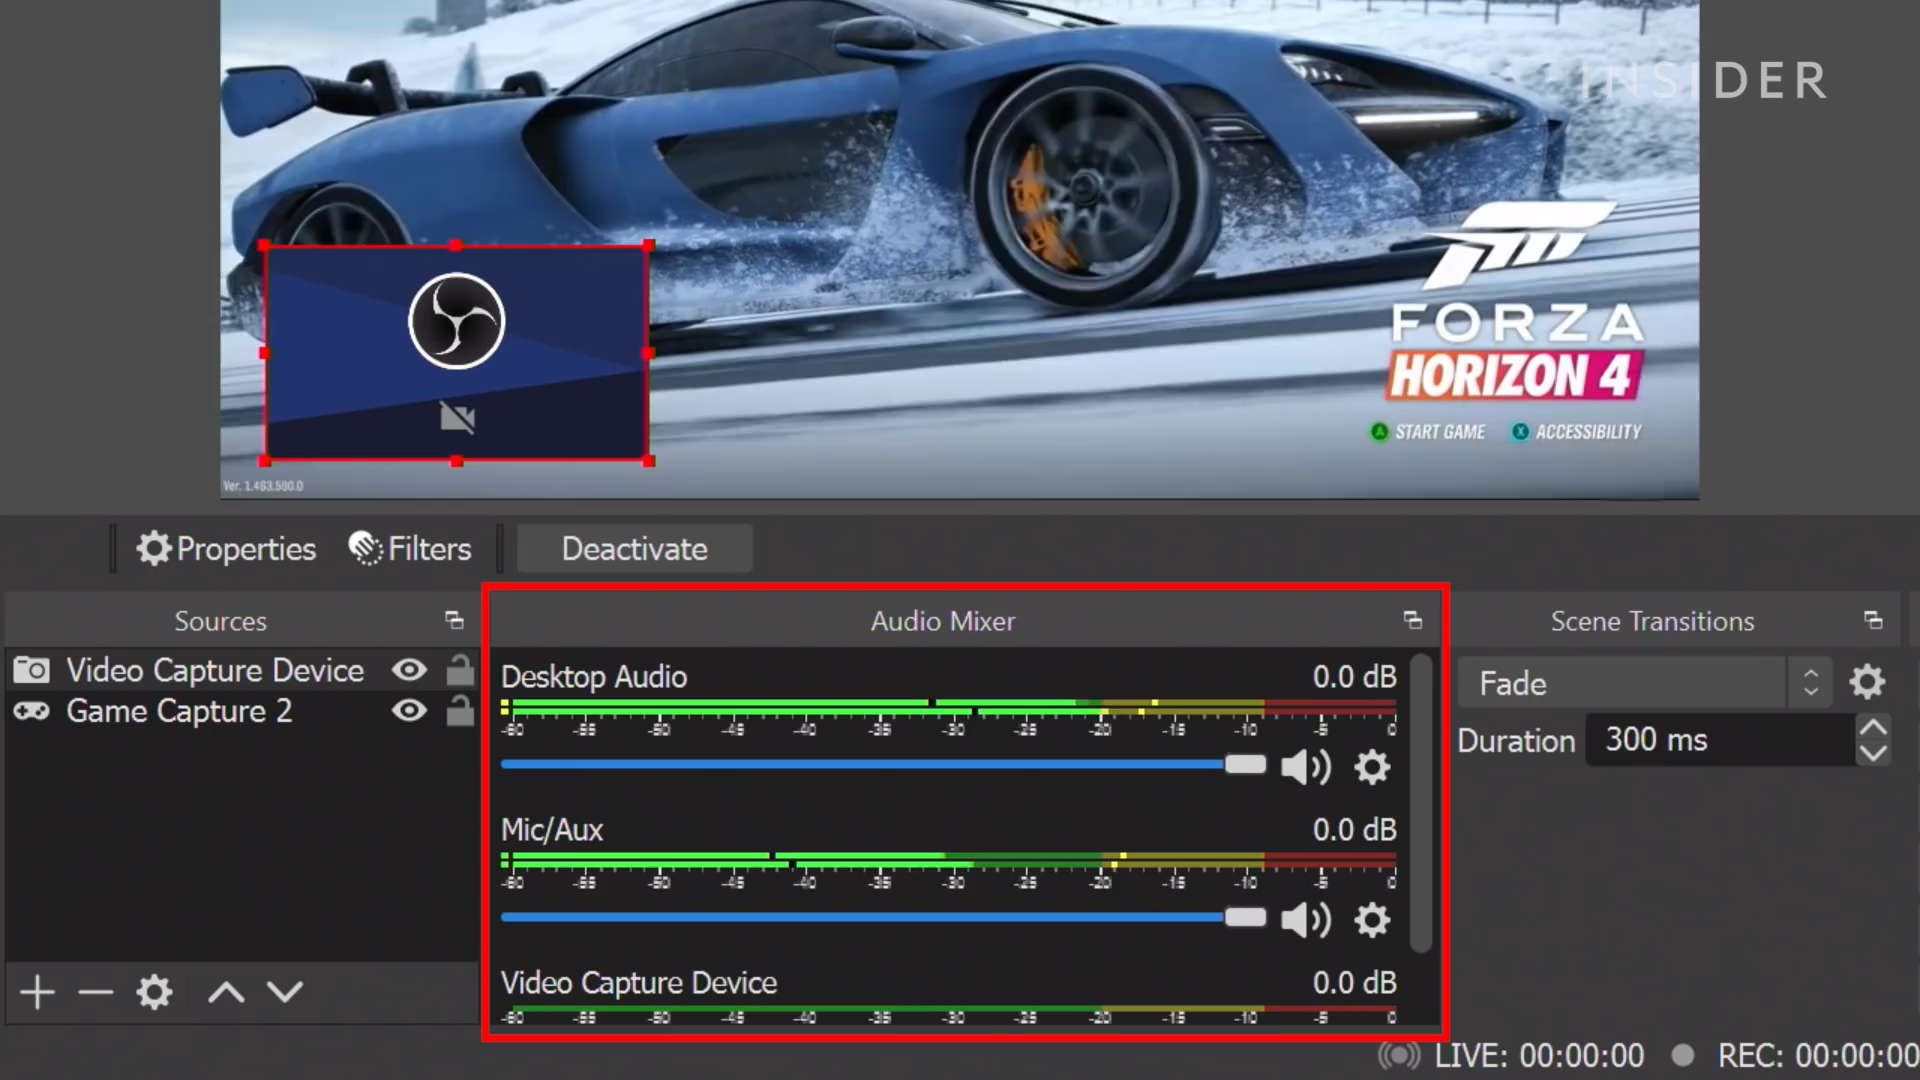 INSIDER
FORZA
HORIZON 4
A START GAME X ACCESSIBILITY
Ver. 1.463.590.0
Properties Filters Deactivate
Sources
Video Capture Device
Game Capture 2
Audio Mixer
Desktop Audio 0.0 dB
-60 -55 -50 -45 -40 -35 -30 -25 -20 -15 -10 -5 0
Mic/Aux 0.0 dB
-60 -55 -50 -45 -40 -35 -30 -25 -20 -15 -10 -5 0
Video Capture Device 0.0 dB
-60 -55 -50 -45 -40 -35 -30 -25 -20 -15 -10 -5 0
Scene Transitions
Fade
Duration 300 ms
LIVE: 00:00:00 REC: 00:00:00